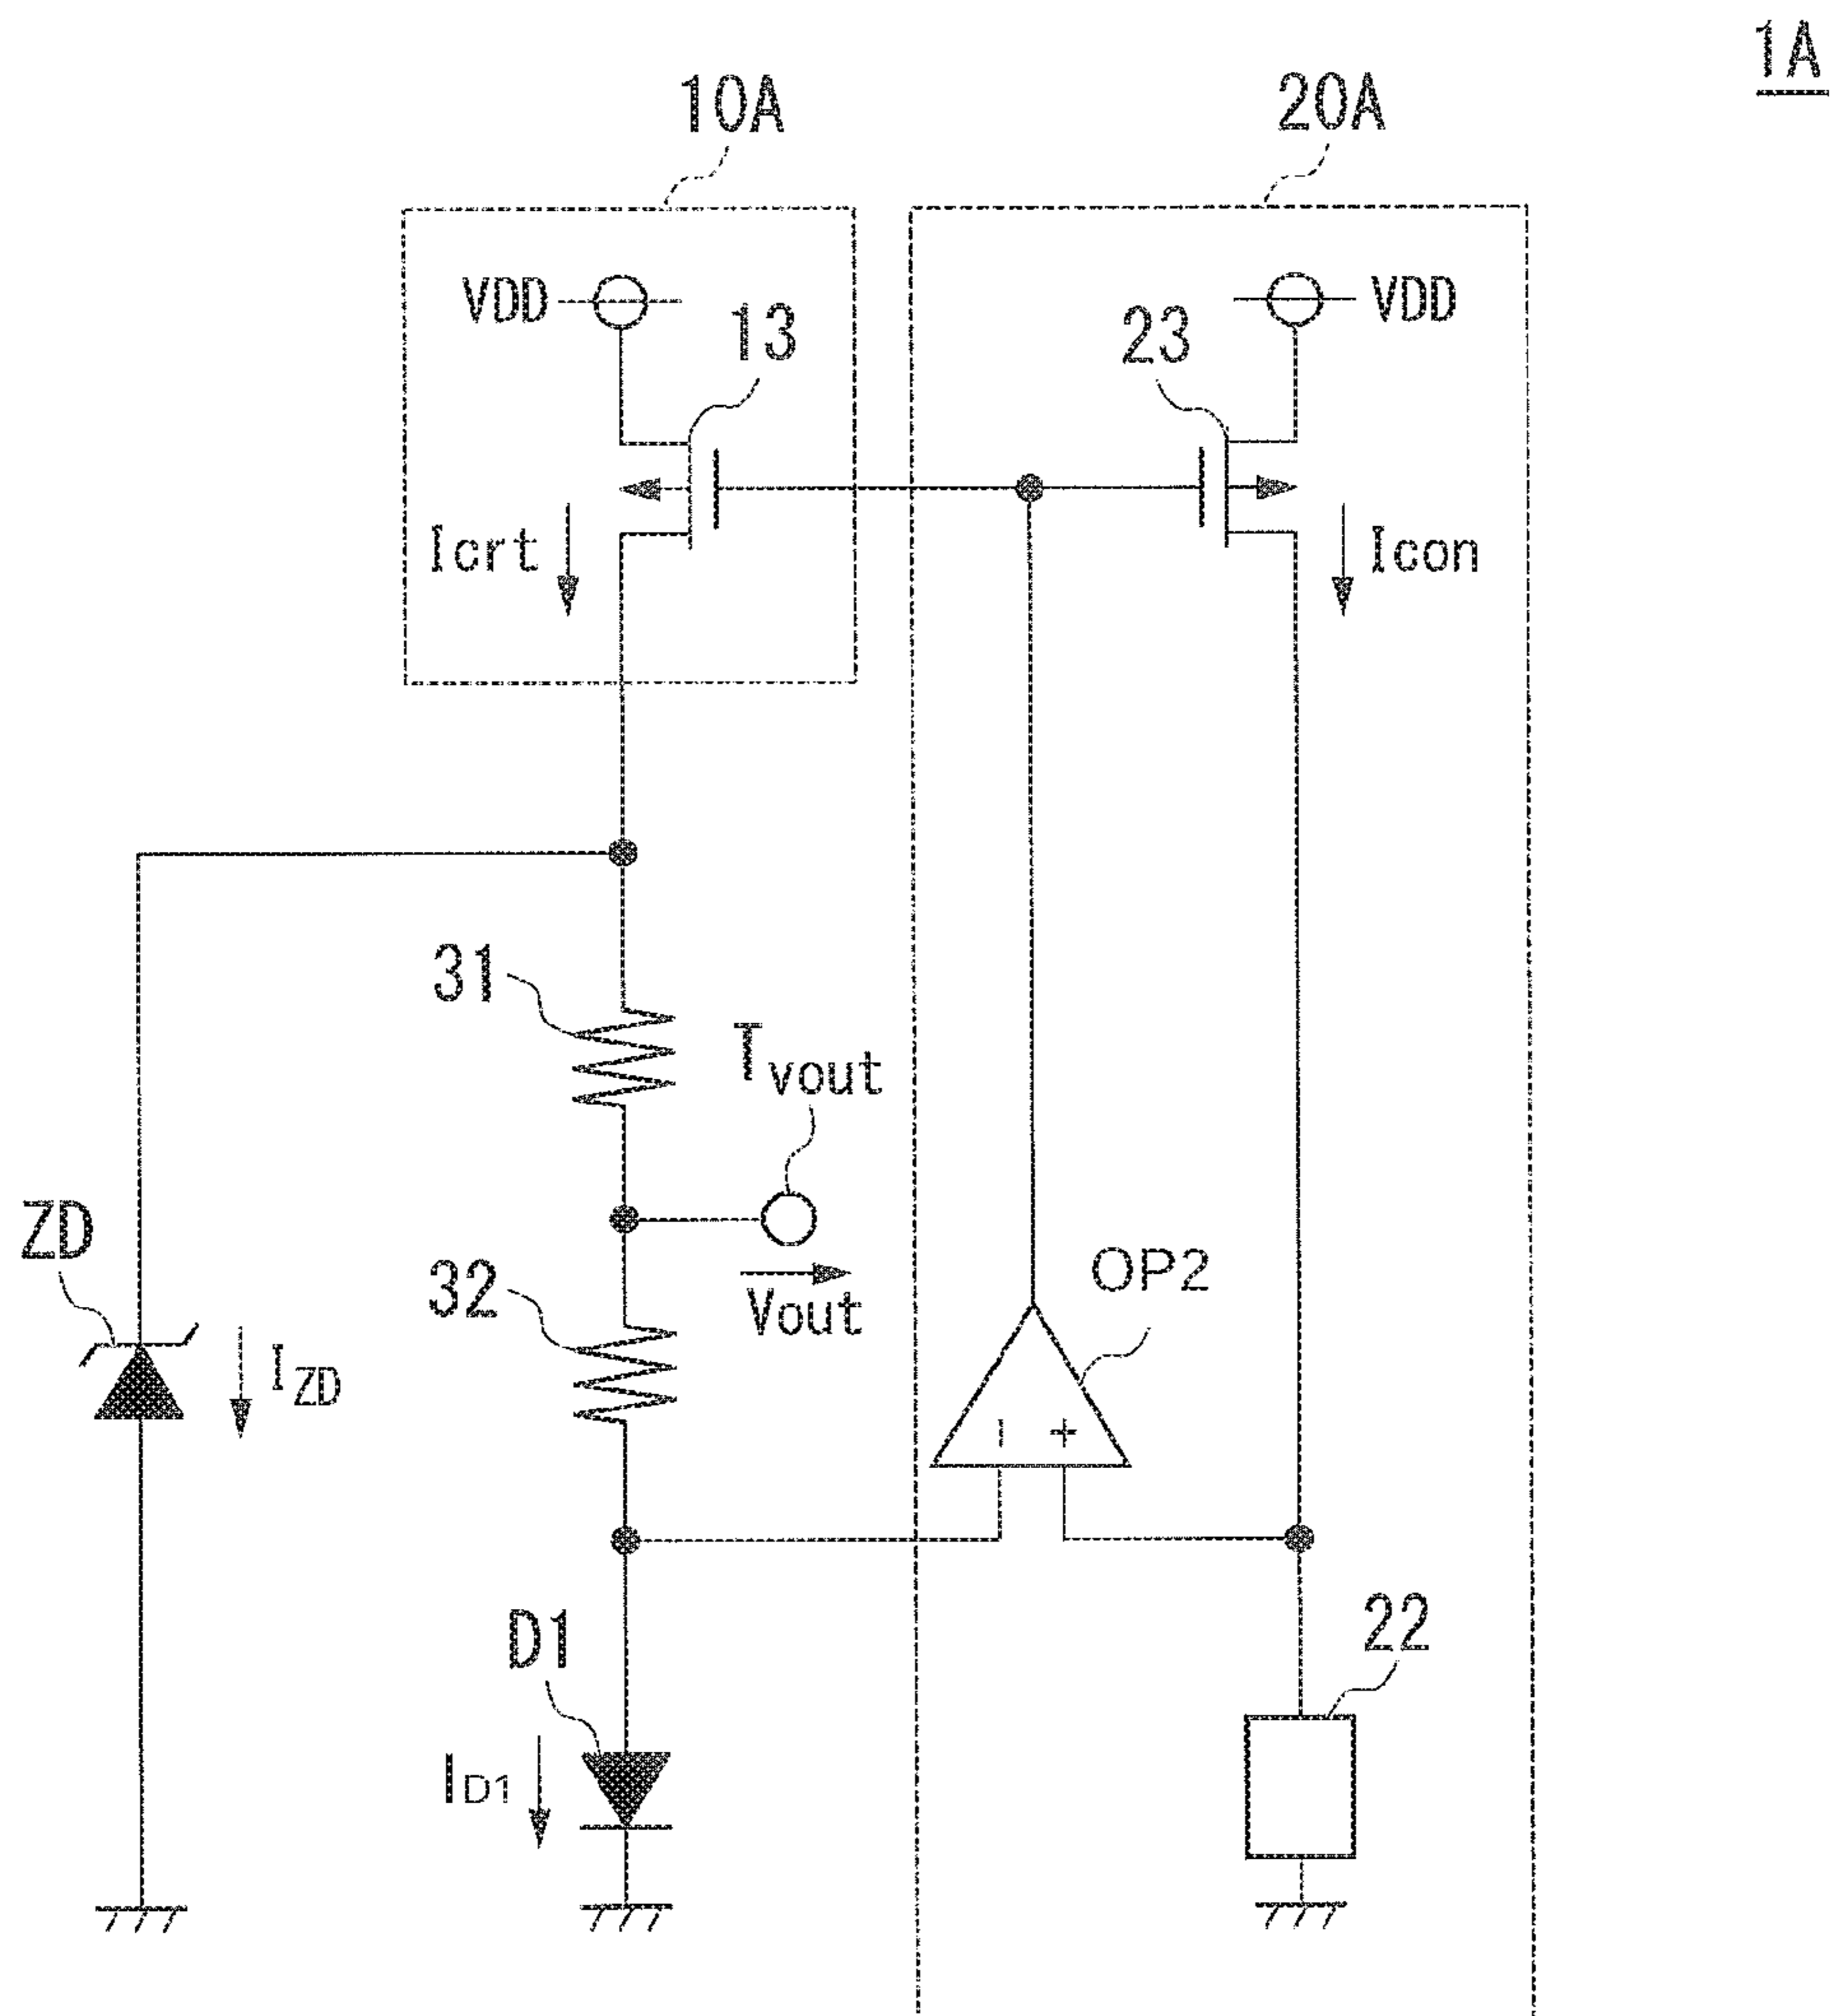 1A
10A
20A
VDD
VDD
13
23
Icrt
Icon
31
Tvout
ZD
32
OP2
Vout
IZD
- +
D1
22
ID1